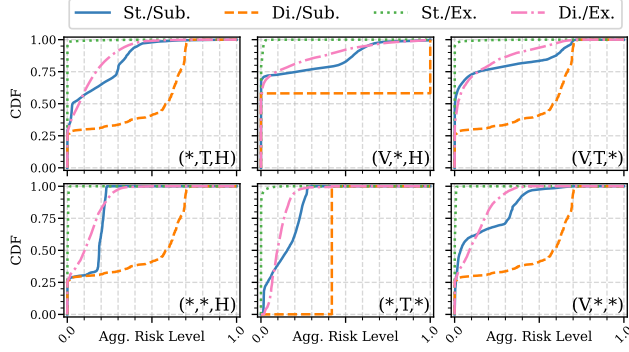 St./Sub. Di./Sub. St./Ex. Di./Ex.
1.00
0.75
0.50
0.25
0.00
CDF
(*,T,H)
(V,*,H)
(V,T,*)
1.00
0.75
0.50
0.25
0.00
CDF
(*,*,H)
(*,T,*)
(V,*,*)
0.0 1.0 0.0 1.0 0.0 1.0
Agg. Risk Level Agg. Risk Level Agg. Risk Level